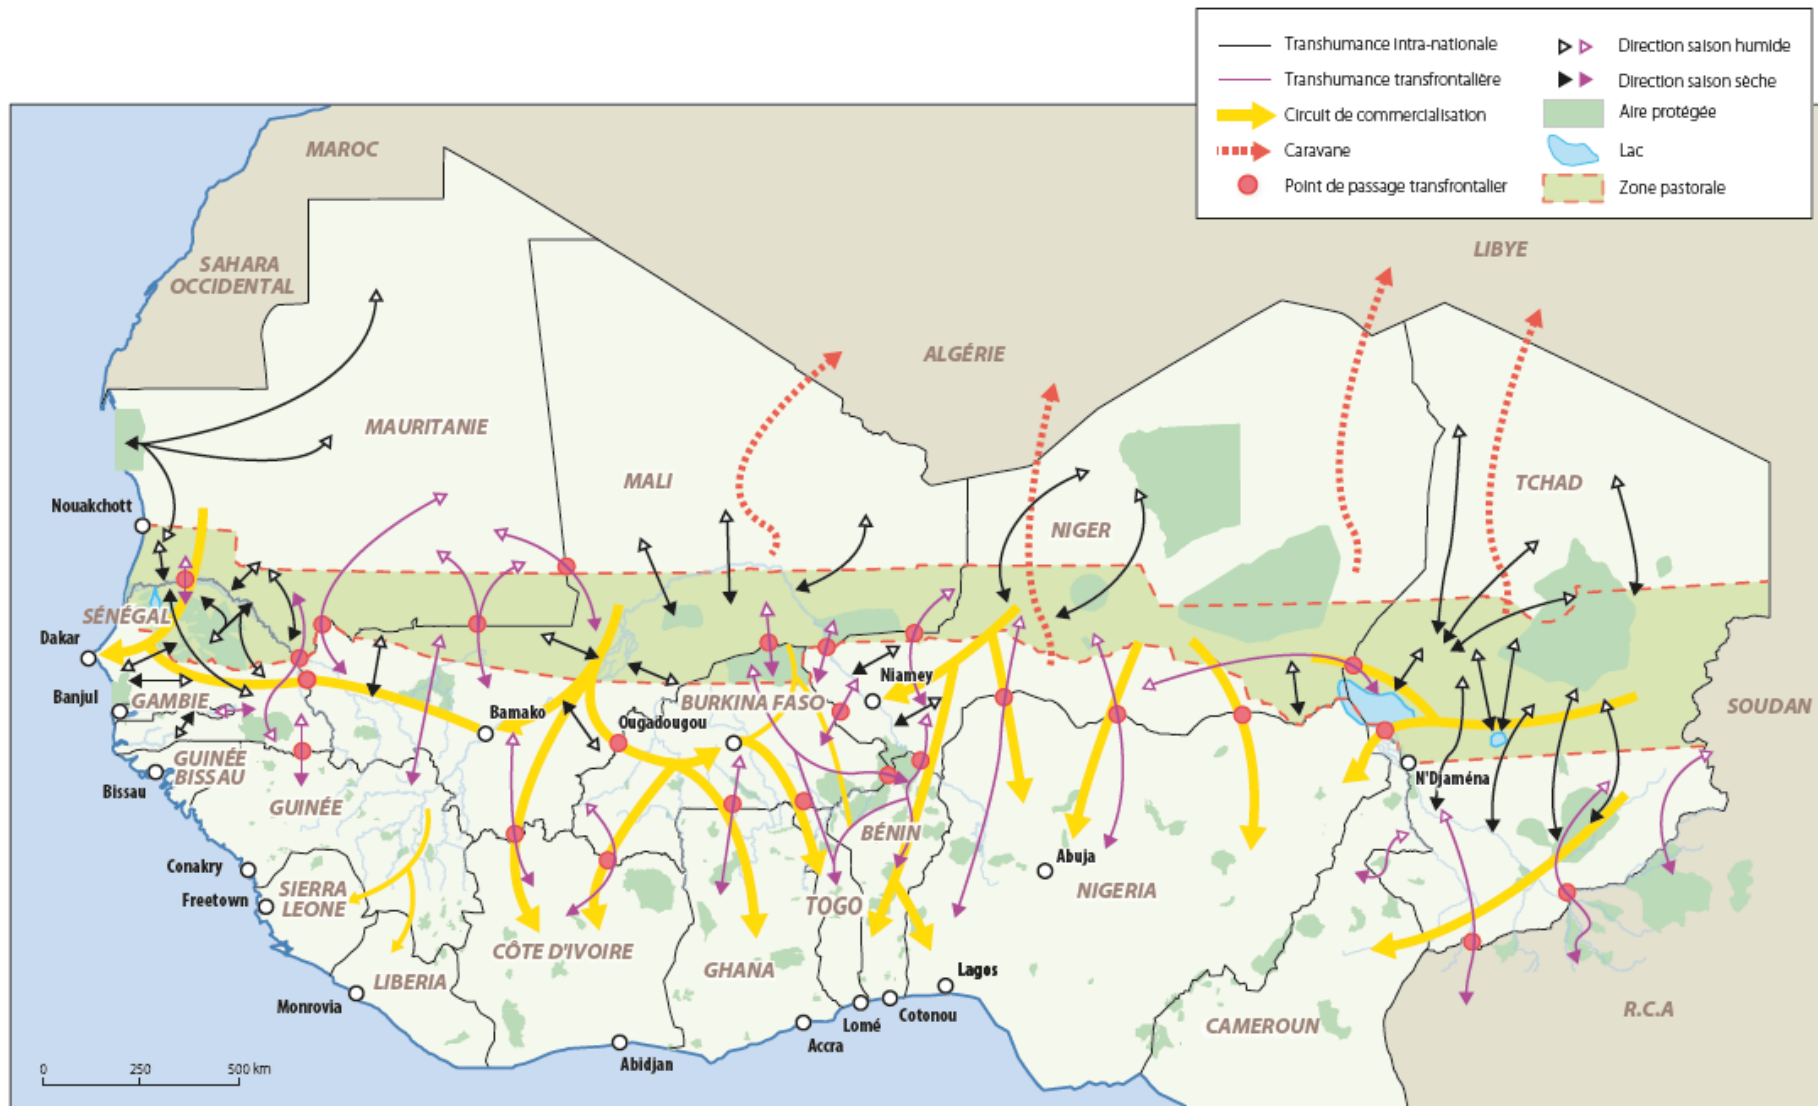 Transhumance intra-nationale
Transhumance transfrontalière
Circuit de commercialisation
Caravane
Point de passage transfrontalier
Direction saison humide
Direction saison sèche
Aire protégée
Lac
Zone pastorale
MAROC
SAHARA
OCCIDENTAL
LIBYE
ALGÉRIE
MAURITANIE
MALI
NIGER
TCHAD
Nouakchott
SÉNÉGAL
Dakar
Banjul
GAMBIE
Niamey
BURKINA FASO
Bamako
Ougadougou
SOUDAN
GUINÉE
BISSAU
Bissau
N'Djaména
GUINÉE
BÉNIN
Conakry
Abuja
NIGERIA
SIERRA
LEONE
Freetown
TOGO
CÔTE D'IVOIRE
GHANA
LIBERIA
Lagos
Monrovia
Cotonou
Lomé
Accra
Abidjan
CAMEROUN
R.C.A
0 250 500 km